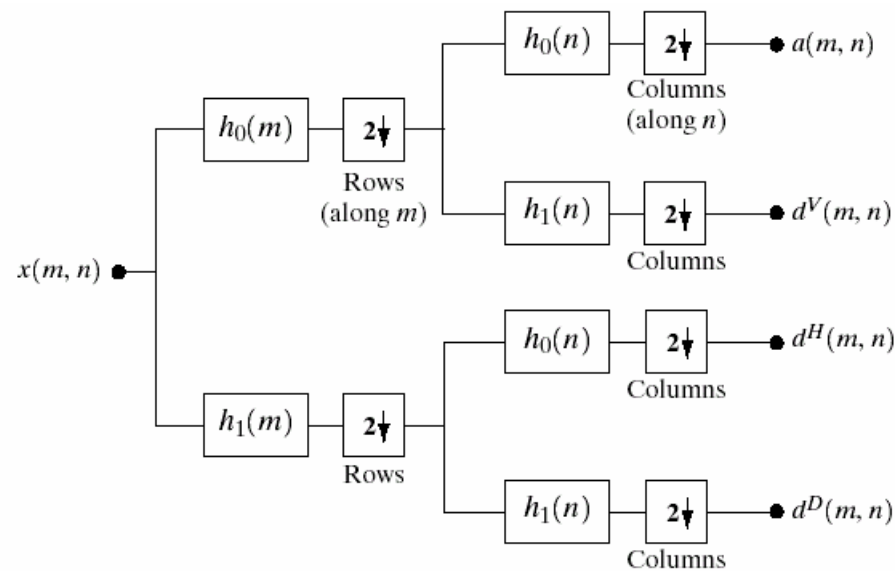 h₀(n) 2↓ a(m, n)
Columns
(along n)
h₀(m) 2↓
Rows
(along m)
h₁(n) 2↓ dⱽ(m, n)
Columns
x(m, n)
h₀(n) 2↓ dᴴ(m, n)
Columns
h₁(m) 2↓
Rows
h₁(n) 2↓ dᴰ(m, n)
Columns